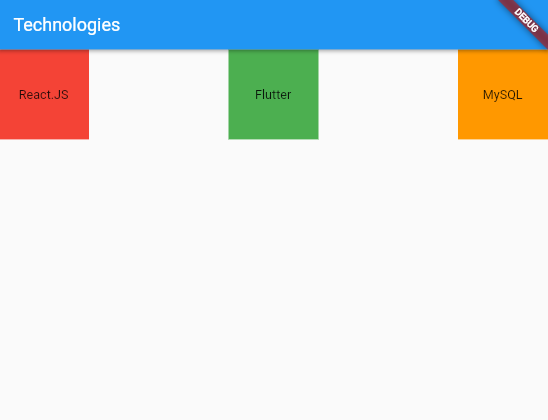 Technologies
DEBUG
React.JS
Flutter
MySQL